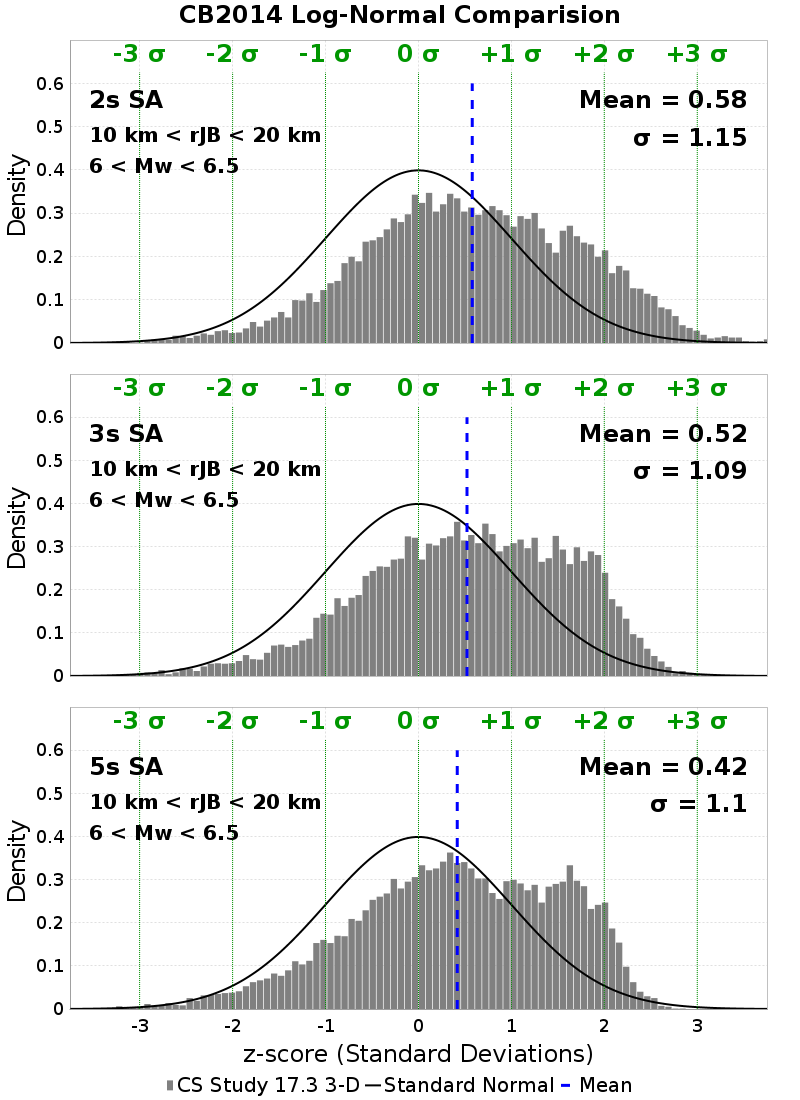 CB2014 Log-Normal Comparision
-3 σ -2 σ -1 σ 0 σ +1 σ +2 σ +3 σ
0.6
2s SA Mean = 0.58
0.5
10 km < rJB < 20 km σ = 1.15
6 < Mw < 6.5
0.4
Density
0.3
0.2
0.1
0
-3 σ -2 σ -1 σ 0 σ +1 σ +2 σ +3 σ
0.6
3s SA Mean = 0.52
0.5
10 km < rJB < 20 km σ = 1.09
6 < Mw < 6.5
0.4
Density
0.3
0.2
0.1
0
-3 σ -2 σ -1 σ 0 σ +1 σ +2 σ +3 σ
0.6
5s SA Mean = 0.42
0.5
10 km < rJB < 20 km σ = 1.1
6 < Mw < 6.5
0.4
Density
0.3
0.2
0.1
0
-3 -2 -1 0 1 2 3
z-score (Standard Deviations)
CS Study 17.3 3-D Standard Normal Mean